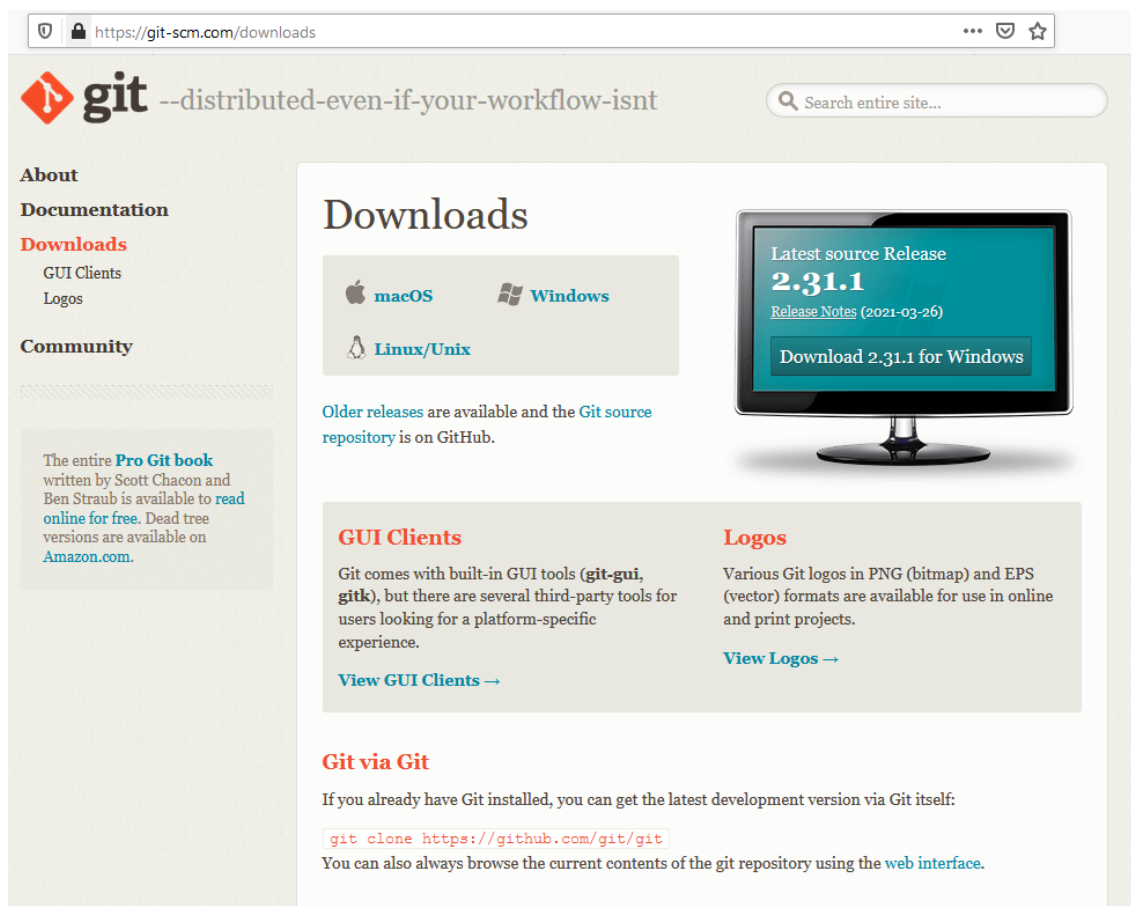 https://git-scm.com/downloads
git --distributed-even-if-your-workflow-isnt
Search entire site...
About
Documentation
Downloads
GUI Clients
Logos
Community
The entire Pro Git book
written by Scott Chacon and
Ben Straub is available to read
online for free. Dead tree
versions are available on
Amazon.com.
Downloads
macOS
Windows
Linux/Unix
Older releases are available and the Git source
repository is on GitHub.
Latest source Release
2.31.1
Release Notes (2021-03-26)
Download 2.31.1 for Windows
GUI Clients
Git comes with built-in GUI tools (git-gui,
gitk), but there are several third-party tools for
users looking for a platform-specific
experience.
View GUI Clients →
Logos
Various Git logos in PNG (bitmap) and EPS
(vector) formats are available for use in online
and print projects.
View Logos →
Git via Git
If you already have Git installed, you can get the latest development version via Git itself:
git clone https://github.com/git/git
You can also always browse the current contents of the git repository using the web interface.